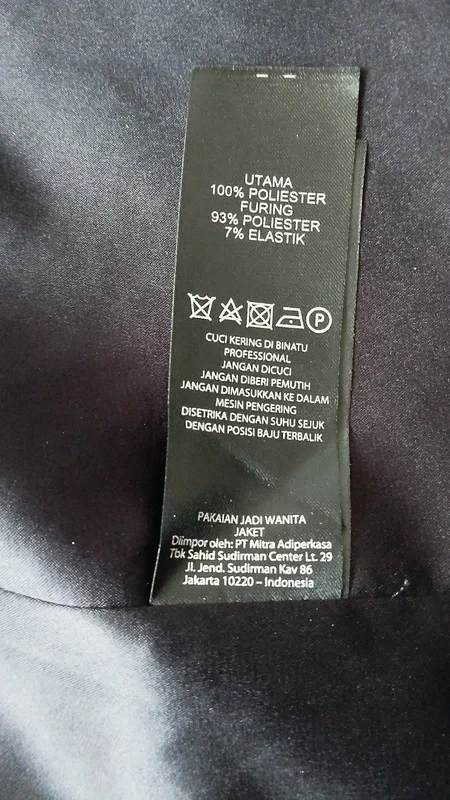 UTAMA
100% POLIESTER
FURING
93% POLIESTER
7% ELASTIK
P
CUCI KERING DI BINATU
PROFESSIONAL
JANGAN DICUCI
JANGAN DIBERI PEMUTIH
JANGAN DIMASUKKAN KE DALAM
MESIN PENGERING
DISETRIKA DENGAN SUHU SEJUK
DENGAN POSISI BAJU TERBALIK
PAKAIAN JADI WANITA
JAKET
Diimpor oleh: PT Mitra Adiperkasa
Tbk Sahid Sudirman Center Lt. 29
Jl. Jend. Sudirman Kav 86
Jakarta 10220 – Indonesia